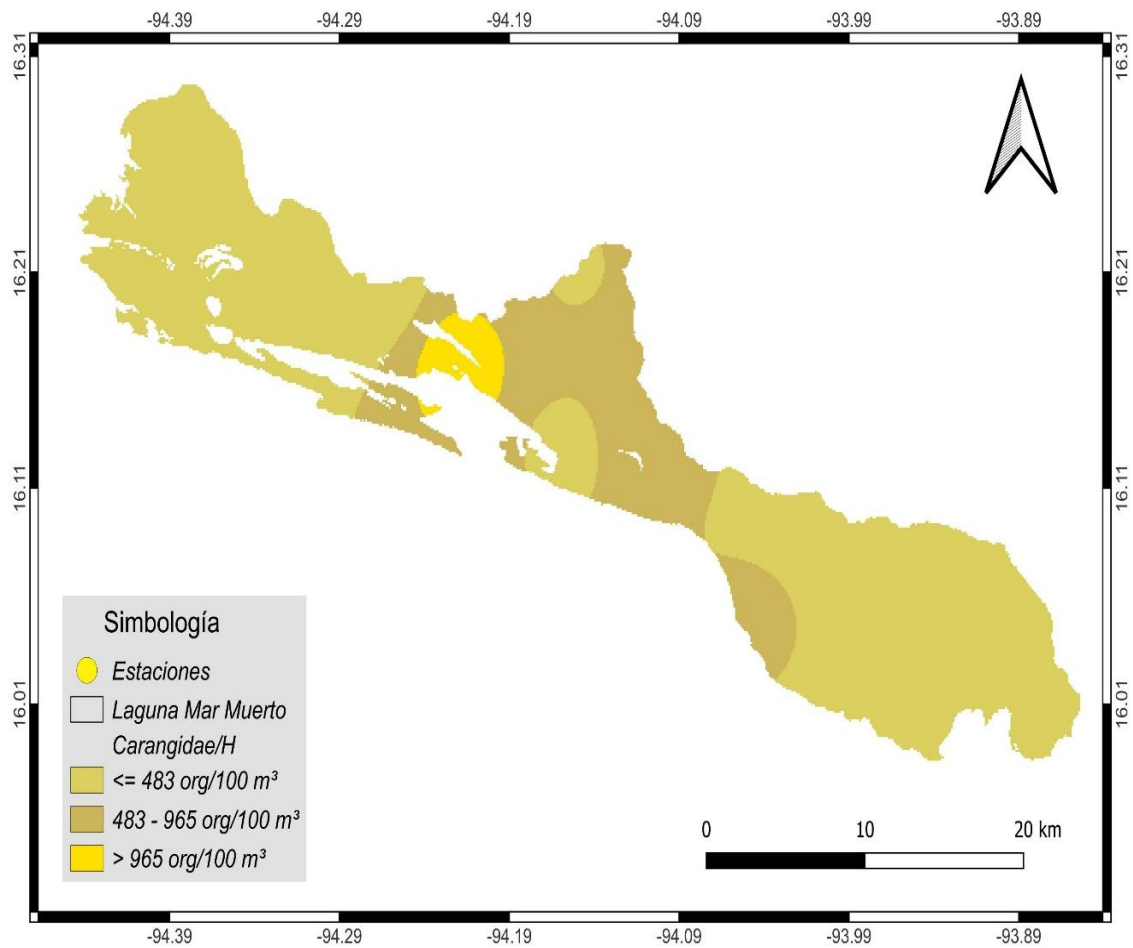 -94.39 -94.29 -94.19 -94.09 -93.99 -93.89
16.31 16.31
16.21 16.21
16.11 16.11
16.01 16.01
Simbología
Estaciones
Laguna Mar Muerto
Carangidae/H
<= 483 org/100 m³
483 - 965 org/100 m³
> 965 org/100 m³
0 10 20 km
-94.39 -94.29 -94.19 -94.09 -93.99 -93.89